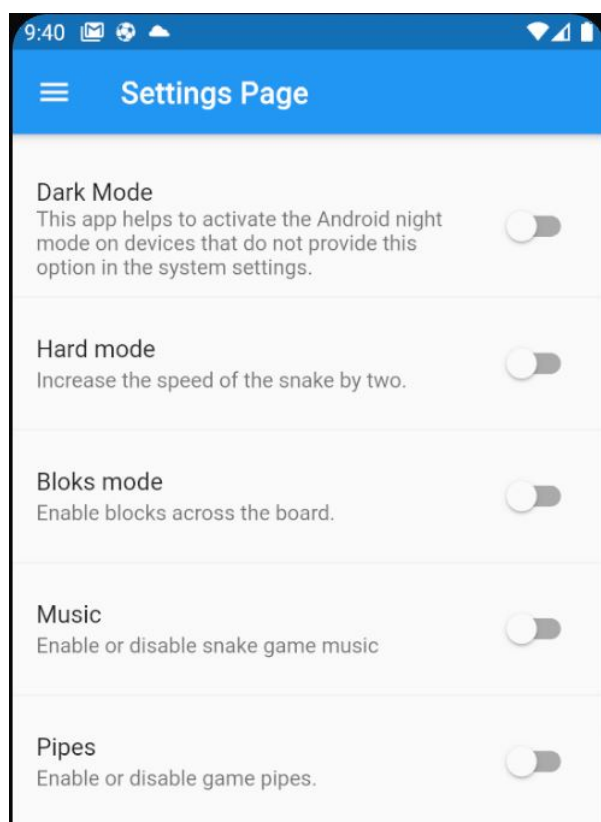 9:40
Settings Page
Dark Mode
This app helps to activate the Android night
mode on devices that do not provide this
option in the system settings.
Hard mode
Increase the speed of the snake by two.
Bloks mode
Enable blocks across the board.
Music
Enable or disable snake game music
Pipes
Enable or disable game pipes.